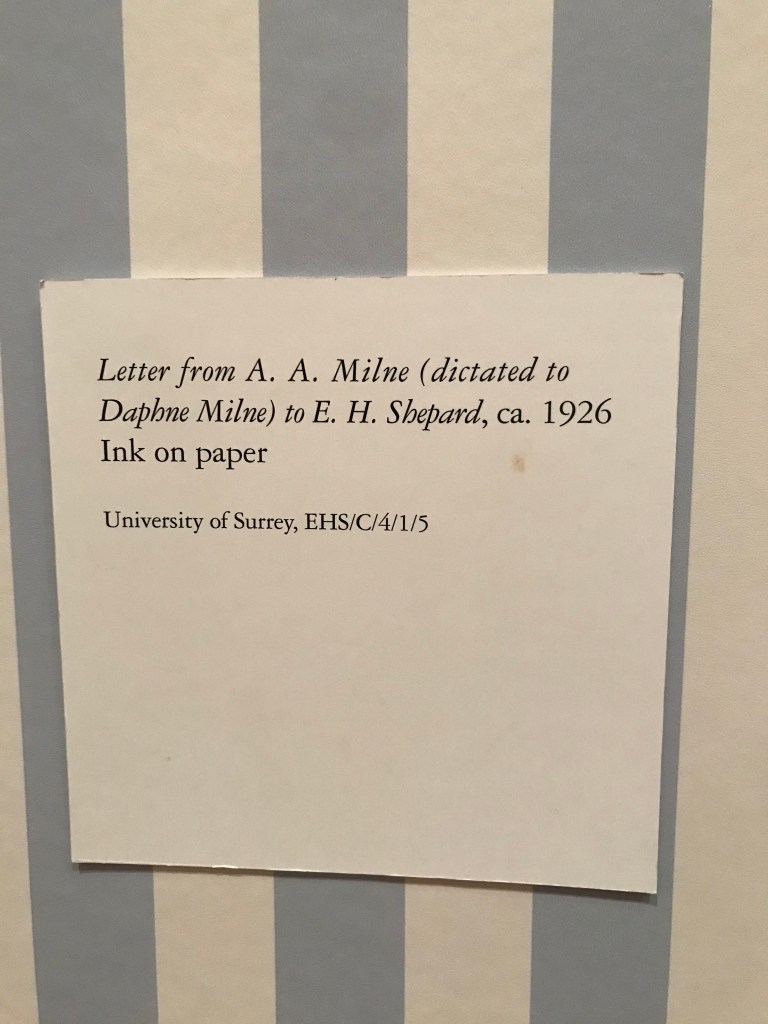 Letter from A. A. Milne (dictated to
Daphne Milne) to E. H. Shepard, ca. 1926
Ink on paper
University of Surrey, EHS/C/4/1/5